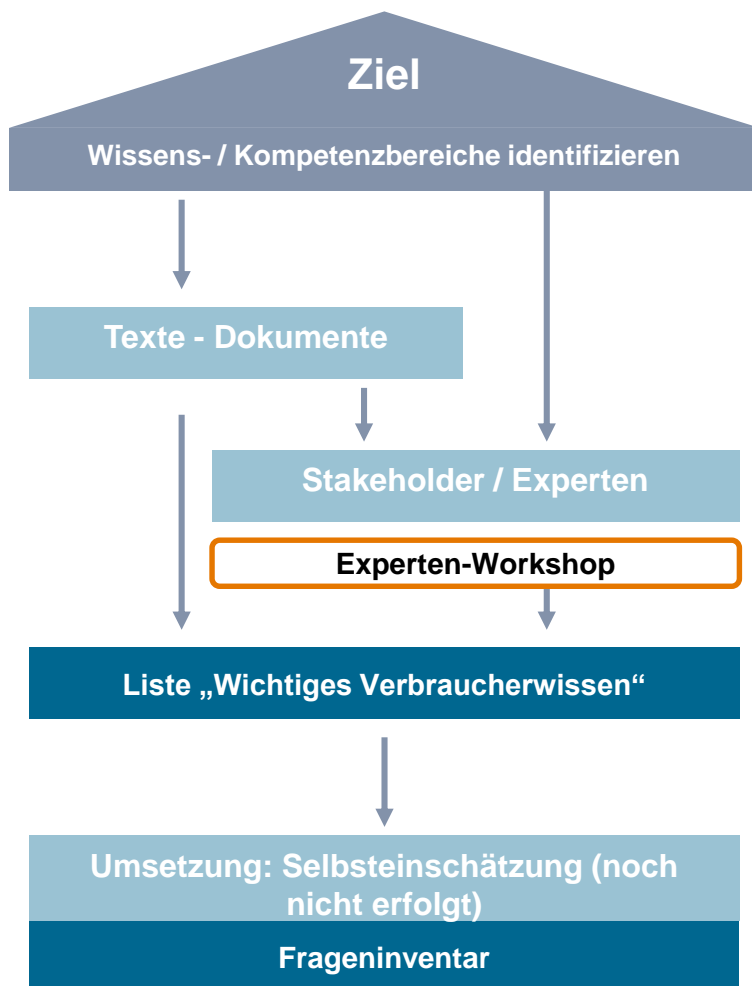 Ziel
Wissens- / Kompetenzbereiche identifizieren
Texte - Dokumente
Stakeholder / Experten
Experten-Workshop
Liste „Wichtiges Verbraucherwissen“
Umsetzung: Selbsteinschätzung (noch
nicht erfolgt)
Frageninventar